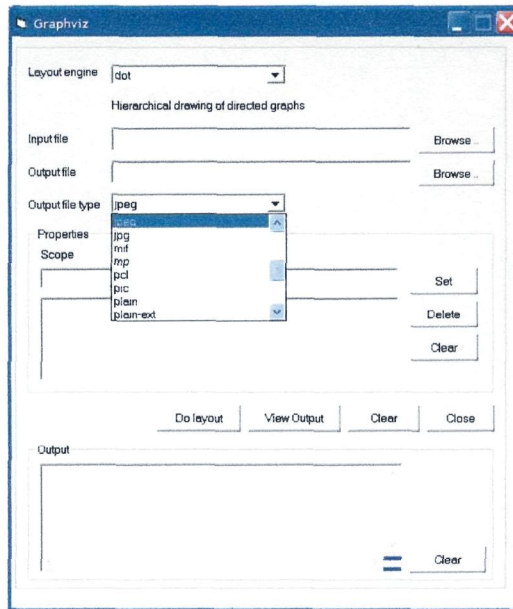 Graphviz
Layout engine
dot
Hierarchical drawing of directed graphs
Input file
Browse ..
Output file
Browse ..
Output file type
jpeg
jpeg
jpg
mif
mp
pcl
pic
plain
plain-ext
Properties
Scope
Set
Delete
Clear
Do layout
View Output
Clear
Close
Output
Clear